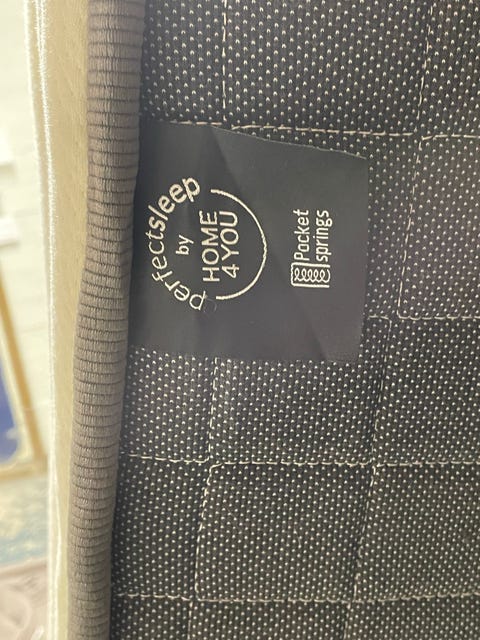 perfectsleep
by
HOME
4YOU
Pocket
springs